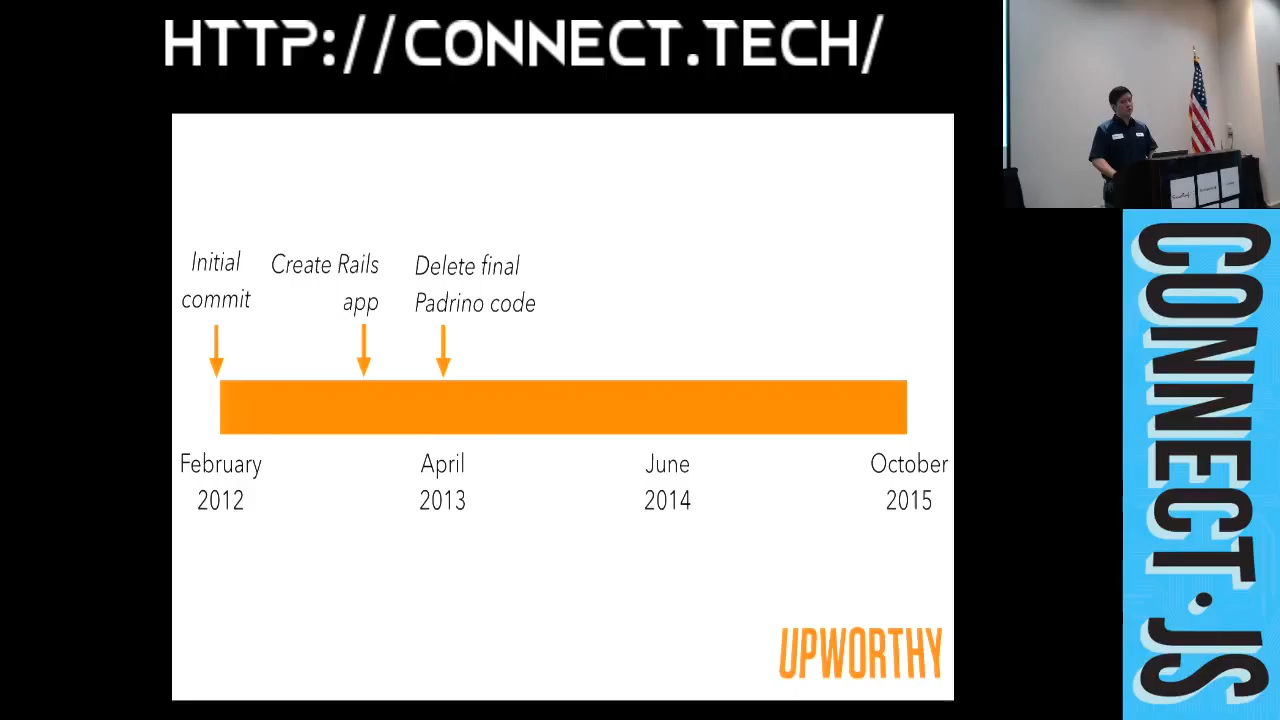 HTTP://CONNECT.TECH/
Initial
commit
Create Rails
app
Delete final
Padrino code
February
2012
April
2013
June
2014
October
2015
UPWORTHY
CONNECT.JS